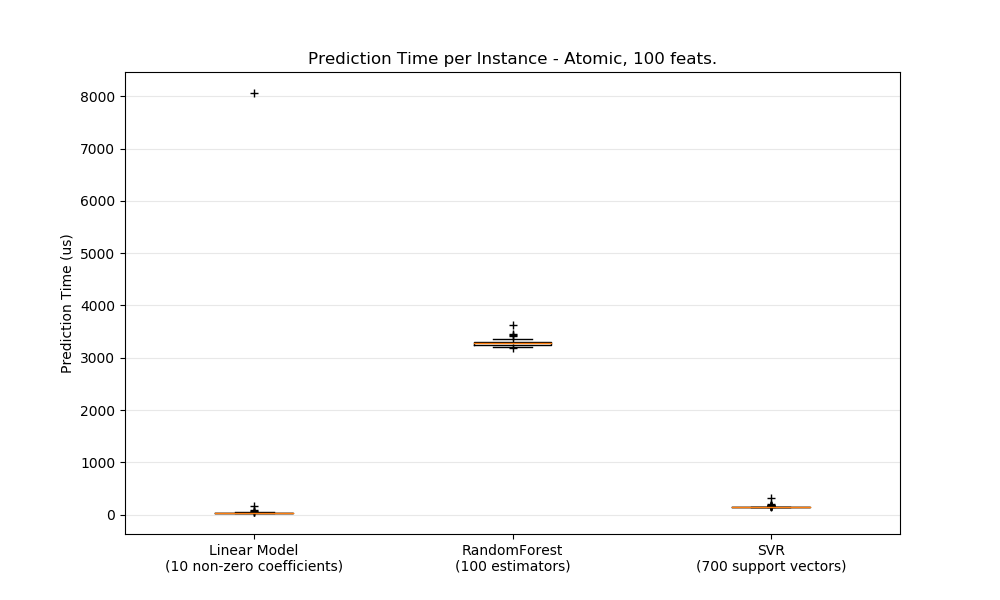 Prediction Time per Instance - Atomic, 100 feats.
Prediction Time (us)
8000
7000
6000
5000
4000
3000
2000
1000
0
Linear Model
(10 non-zero coefficients)
RandomForest
(100 estimators)
SVR
(700 support vectors)